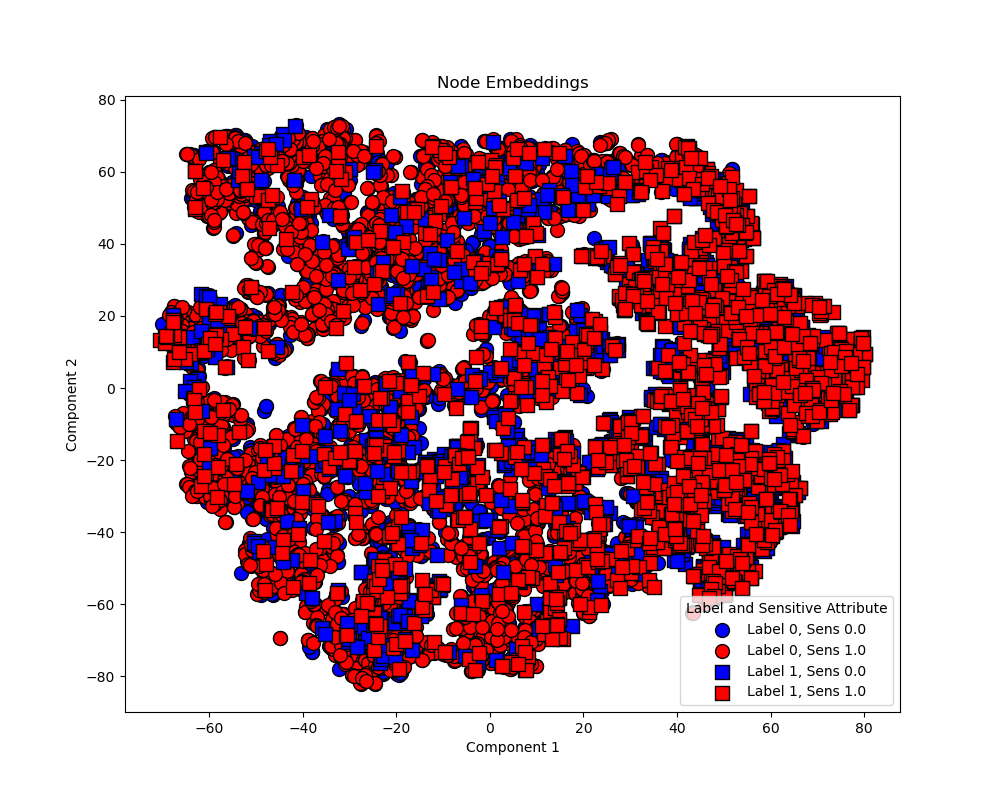 Node Embeddings
80
60
40
20
0
−20
−40
−60
−80
Component 2
−60
−40
−20
0
20
40
60
80
Component 1
Label and Sensitive Attribute
Label 0, Sens 0.0
Label 0, Sens 1.0
Label 1, Sens 0.0
Label 1, Sens 1.0